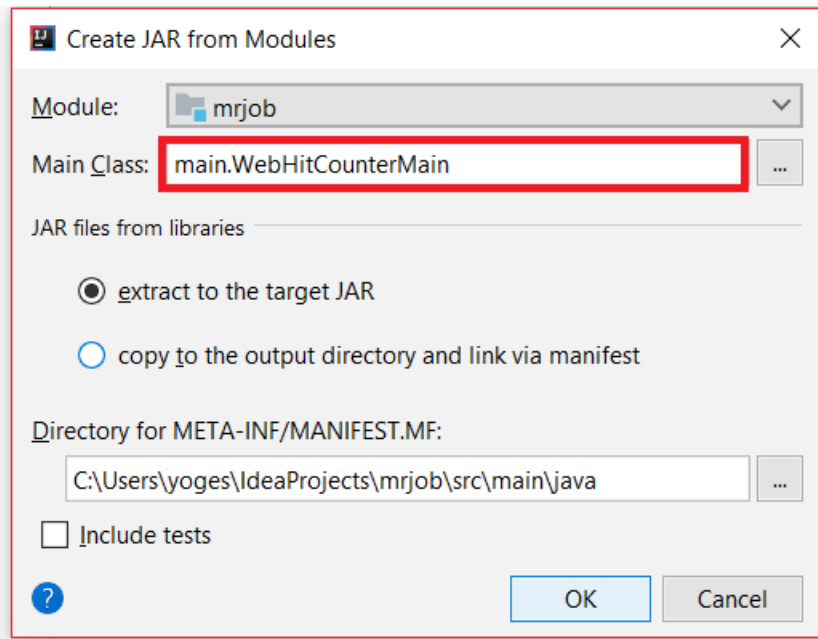 Create JAR from Modules
Module: mrjob
Main Class: main.WebHitCounterMain ...
JAR files from libraries
extract to the target JAR
copy to the output directory and link via manifest
Directory for META-INF/MANIFEST.MF:
C:\Users\yoges\IdeaProjects\mrjob\src\main\java ...
Include tests
? OK Cancel